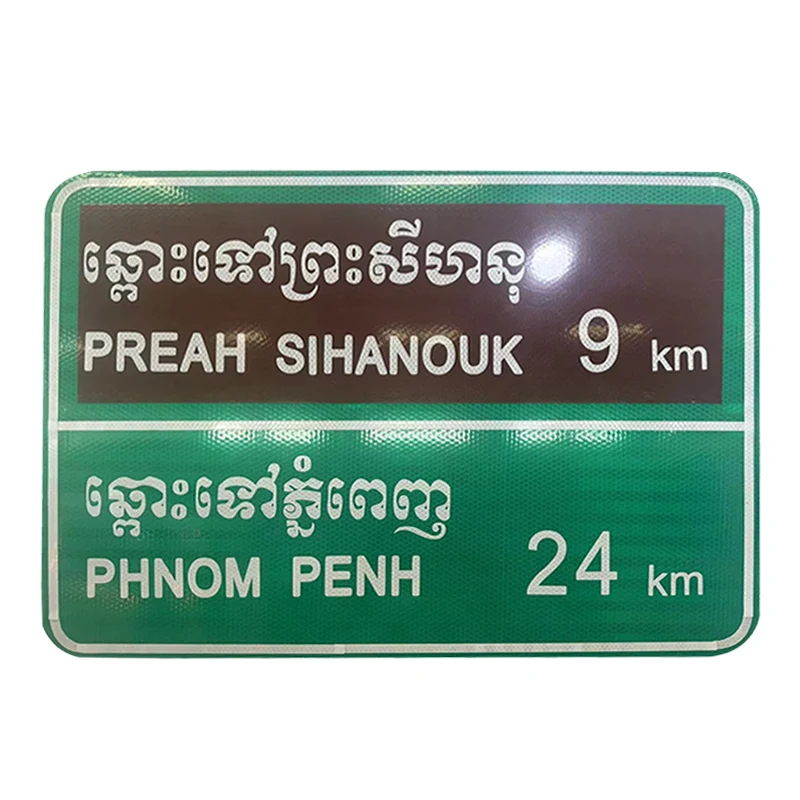 ឆ្ពោះទៅព្រះសីហនុ
PREAH SIHANOUK 9 km
ឆ្ពោះទៅភ្នំពេញ
PHNOM PENH 24 km